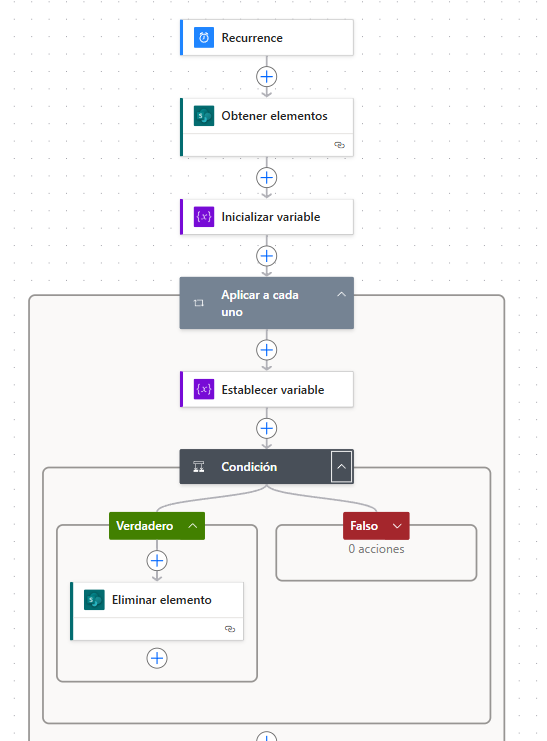 Recurrence
Obtener elementos
Inicializar variable
Aplicar a cada
uno
Establecer variable
Condición
Verdadero
Falso
0 acciones
Eliminar elemento